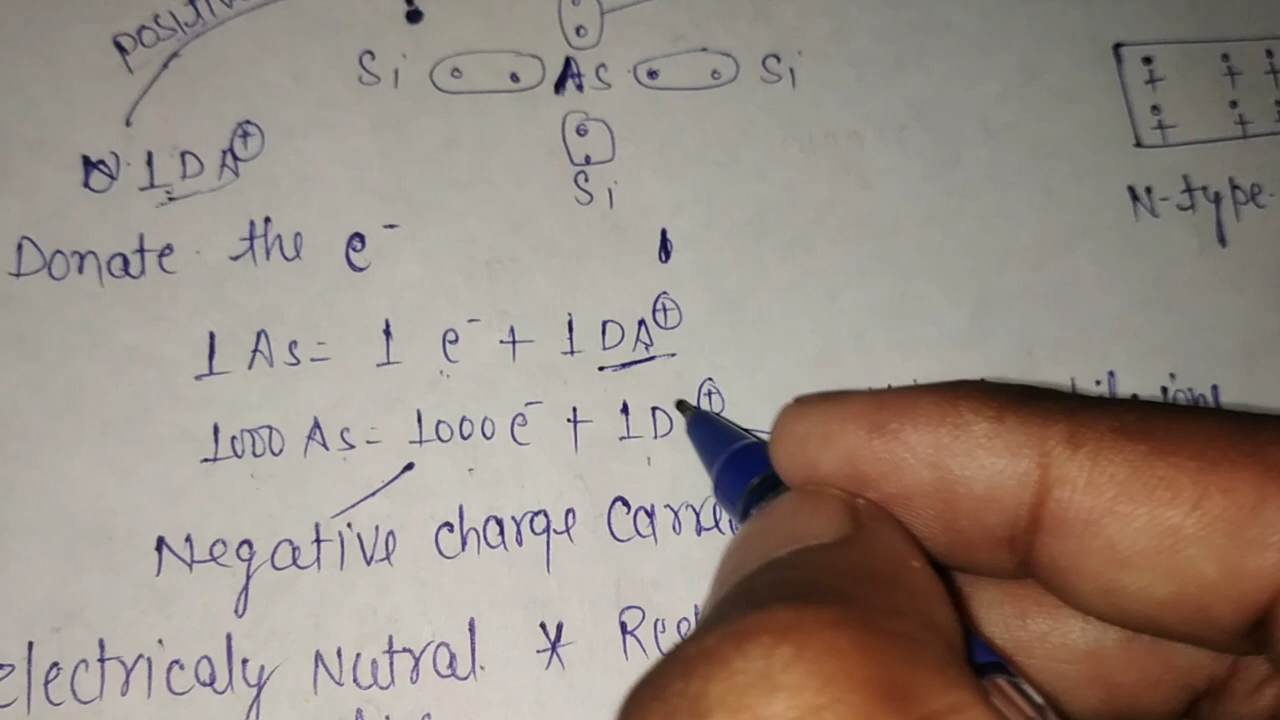 Si As Si
Si
1 DA⊕
N-type
Donate the e⁻
1 As = 1 e⁻ + 1 DA⊕
1000 As = 1000 e⁻ + 1 D ⊕
Negative charge
electricaly Nutral. *